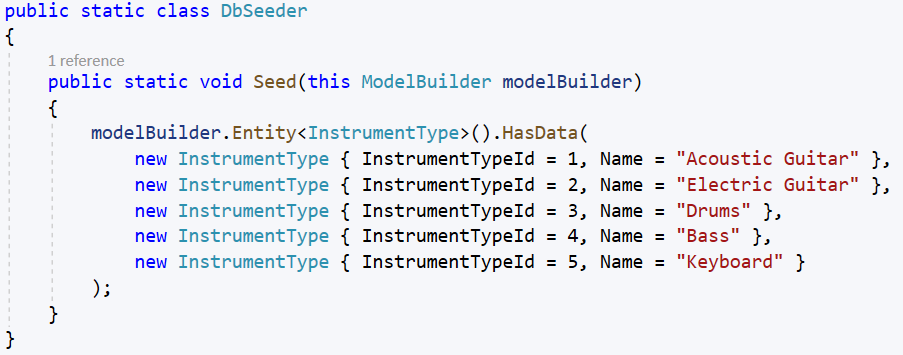 public static class DbSeeder
{
1 reference
public static void Seed(this ModelBuilder modelBuilder)
{
modelBuilder.Entity<InstrumentType>().HasData(
new InstrumentType { InstrumentTypeId = 1, Name = "Acoustic Guitar" },
new InstrumentType { InstrumentTypeId = 2, Name = "Electric Guitar" },
new InstrumentType { InstrumentTypeId = 3, Name = "Drums" },
new InstrumentType { InstrumentTypeId = 4, Name = "Bass" },
new InstrumentType { InstrumentTypeId = 5, Name = "Keyboard" }
);
}
}